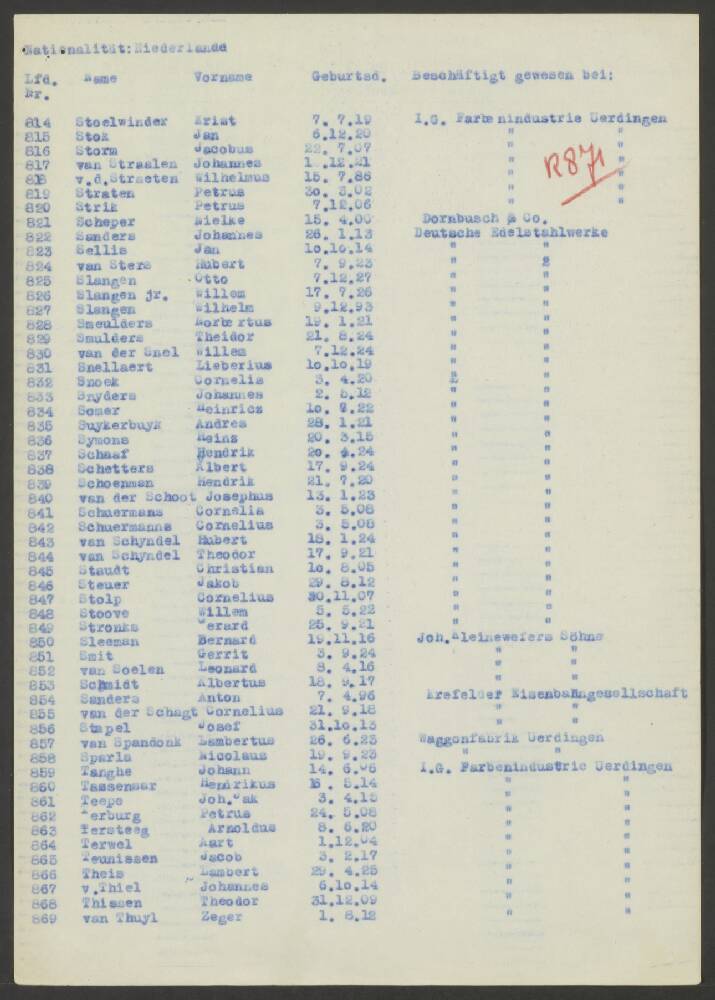 Nationalität: Niederlande
Lfd. Nr. Name Vorname Geburtsd. Beschäftigt gewesen bei:
814 Stoelwinder Krist 7. 7.19 I.G. Farbenindustrie Uerdingen
815 Stok Jan 6.12.20 " "
816 Storm Jacobus 22. 7.07 " "
817 van Straalen Johannes 1 .12.21 " "
818 v.d.Straeten Wilhelmus 15. 7.86 " "
R871
819 Straten Petrus 30. 3.02 " "
820 Strik Petrus 7.12.06 " "
821 Scheper Mielke 15. 4.00 Dornbusch & Co.
822 Sanders Johannes 26. 1.13 Deutsche Edelstahlwerke
823 Sellis Jan 10.10.14 " "
824 van Sters Hubert 7. 9.23 " "
825 Slangen Otto 7.12.27 " "
826 Slangen jr. Willem 17. 7.26 " "
827 Slangen Wilhelm 9.12.93 " "
828 Smeulders Norbertus 19. 1.21 " "
829 Smulders Theidor 21. 8.24 " "
830 van der Snel Willem 7.12.24 " "
831 Snellaert Lieberius 10.10.19 " "
832 Snoek Cornelis 3. 4.20 " "
833 Snyders Johannes 2. 5.12 " "
834 Somer Heinrics 10. .22 " "
835 Suykerbuyk Andres 28. 1.21 " "
836 Symons Heinz 20. 3.15 " "
837 Schaaf Hendrik 20. 4.24 " "
838 Schetters Albert 17. 9.24 " "
839 Schoenman Hendrik 21. 7.20 " "
840 van der Schoot Josephus 13. 1.23 " "
841 Schuermans Cornelis 3. 5.08 " "
842 Schuermanns Cornelius 3. 5.08 " "
843 van Schyndel Hubert 18. 1.24 " "
844 van Schyndel Theodor 17. 9.21 " "
845 Staudt Christian 10. 8.05 " "
846 Steuer Jakob 29. 8.12 " "
847 Stolp Cornelius 30.11.07 " "
848 Stoove Willem 5. 5.22 " "
849 Stronks Gerard 25. 9.21 " "
850 Sleeman Bernard 19.11.16 Joh. Kleinewefers Söhne
851 Smit Gerrit 3. 9.24 " "
852 van Soelen Leonard 8. 4.16 " "
853 Schmidt Albertus 18. .17 " "
854 Sanders Anton 7. 4.96 Krefelder Eisenbahngesellschaft
855 van der Schagt Cornelius 21. 9.18 " "
856 Stapel Josef 31.10.13 " "
857 van Spandonk Lambertus 26. 6.23 Waggonfabrik Uerdingen
858 Sparla Nicolaus 19. 9.23 " "
859 Tanghe Johann 14. 6.06 I.G. Farbenindustrie Uerdingen
860 Tassemaar Hendrikus . 5.14 " "
861 Teepe Joh. 3. 4.15 " "
862 Terburg Petrus 24. 5.08 " "
863 Tersteeg Arnoldus 8. 6.20 " "
864 Terwel Aart 1.12.04 " "
865 Teunissen Jacob 3. 2.17 " "
866 Theis Lambert 29. 4.25 " "
867 v.Thiel Johannes 6.10.14 " "
868 Thissen Theodor 31.12.09 " "
869 van Thuyl Zeger 1. 8.12 " "